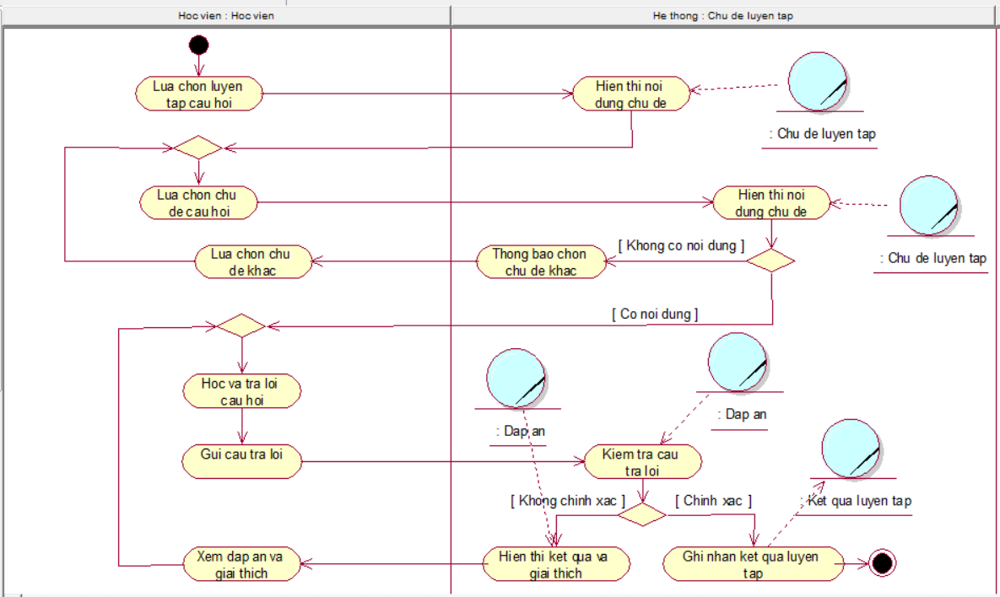 Hoc vien : Hoc vien
He thong : Chu de luyen tap
Lua chon luyen
tap cau hoi
Hien thi noi
dung chu de
: Chu de luyen tap
Lua chon chu
de cau hoi
Hien thi noi
dung chu de
: Chu de luyen tap
Lua chon chu
de khac
Thong bao chon
chu de khac
[ Khong co noi dung ]
[ Co noi dung ]
Hoc va tra loi
cau hoi
: Dap an
: Dap an
Gui cau tra loi
Kiem tra cau
tra loi
[ Khong chinh xac ]
[ Chinh xac ]
: Ket qua luyen tap
Xem dap an va
giai thich
Hien thi ket qua va
giai thich
Ghi nhan ket qua luyen
tap